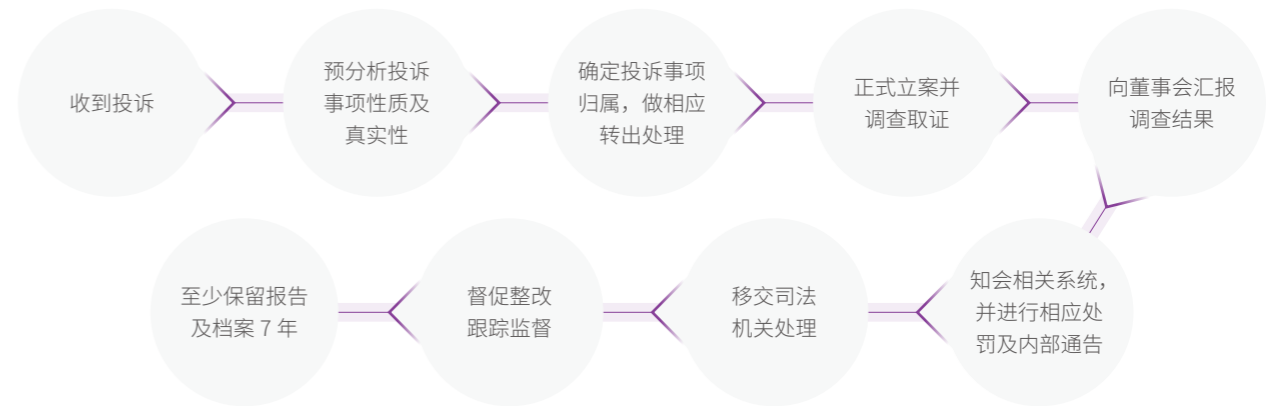 收到投诉
预分析投诉
事项性质及
真实性
确定投诉事项
归属，做相应
转出处理
正式立案并
调查取证
向董事会汇报
调查结果
知会相关系统，
并进行相应处
罚及内部通告
移交司法
机关处理
督促整改
跟踪监督
至少保留报告
及档案 7 年